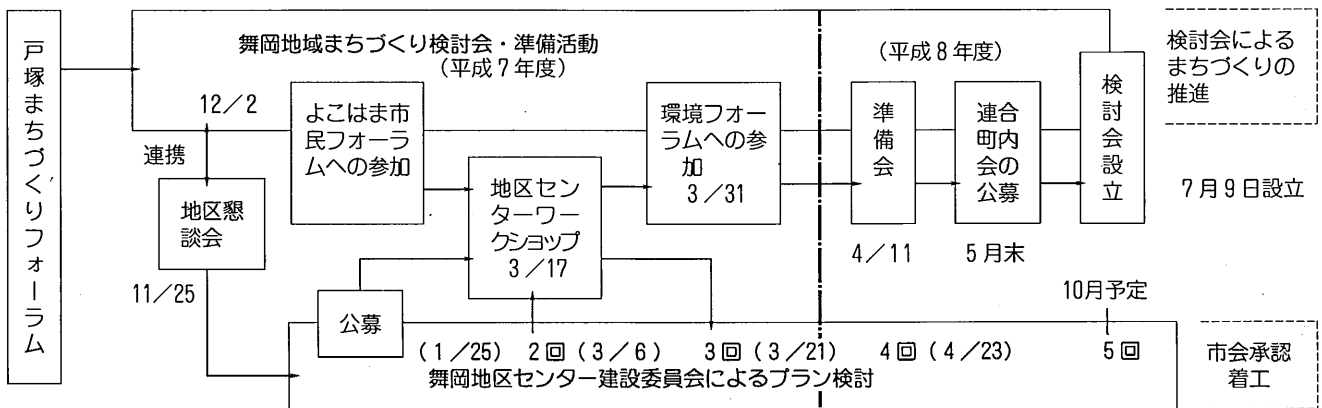 戸塚まちづくりフォーラム
舞岡地域まちづくり検討会・準備活動
(平成7年度)
(平成8年度)
12/2
連携
地区懇
談会
11/25
よこはま市
民フォーラ
ムへの参加
地区セン
ターワー
クショップ
3/17
環境フォー
ラムへの参
加
3/31
準備会
4/11
連合
町内
会の
公募
5月末
検討会設立
検討会による
まちづくりの
推進
7月9日設立
公募
10月予定
(1/25) 2回 (3/6) 3回 (3/21) 4回 (4/23) 5回
舞岡地区センター建設委員会によるプラン検討
市会承認
着工